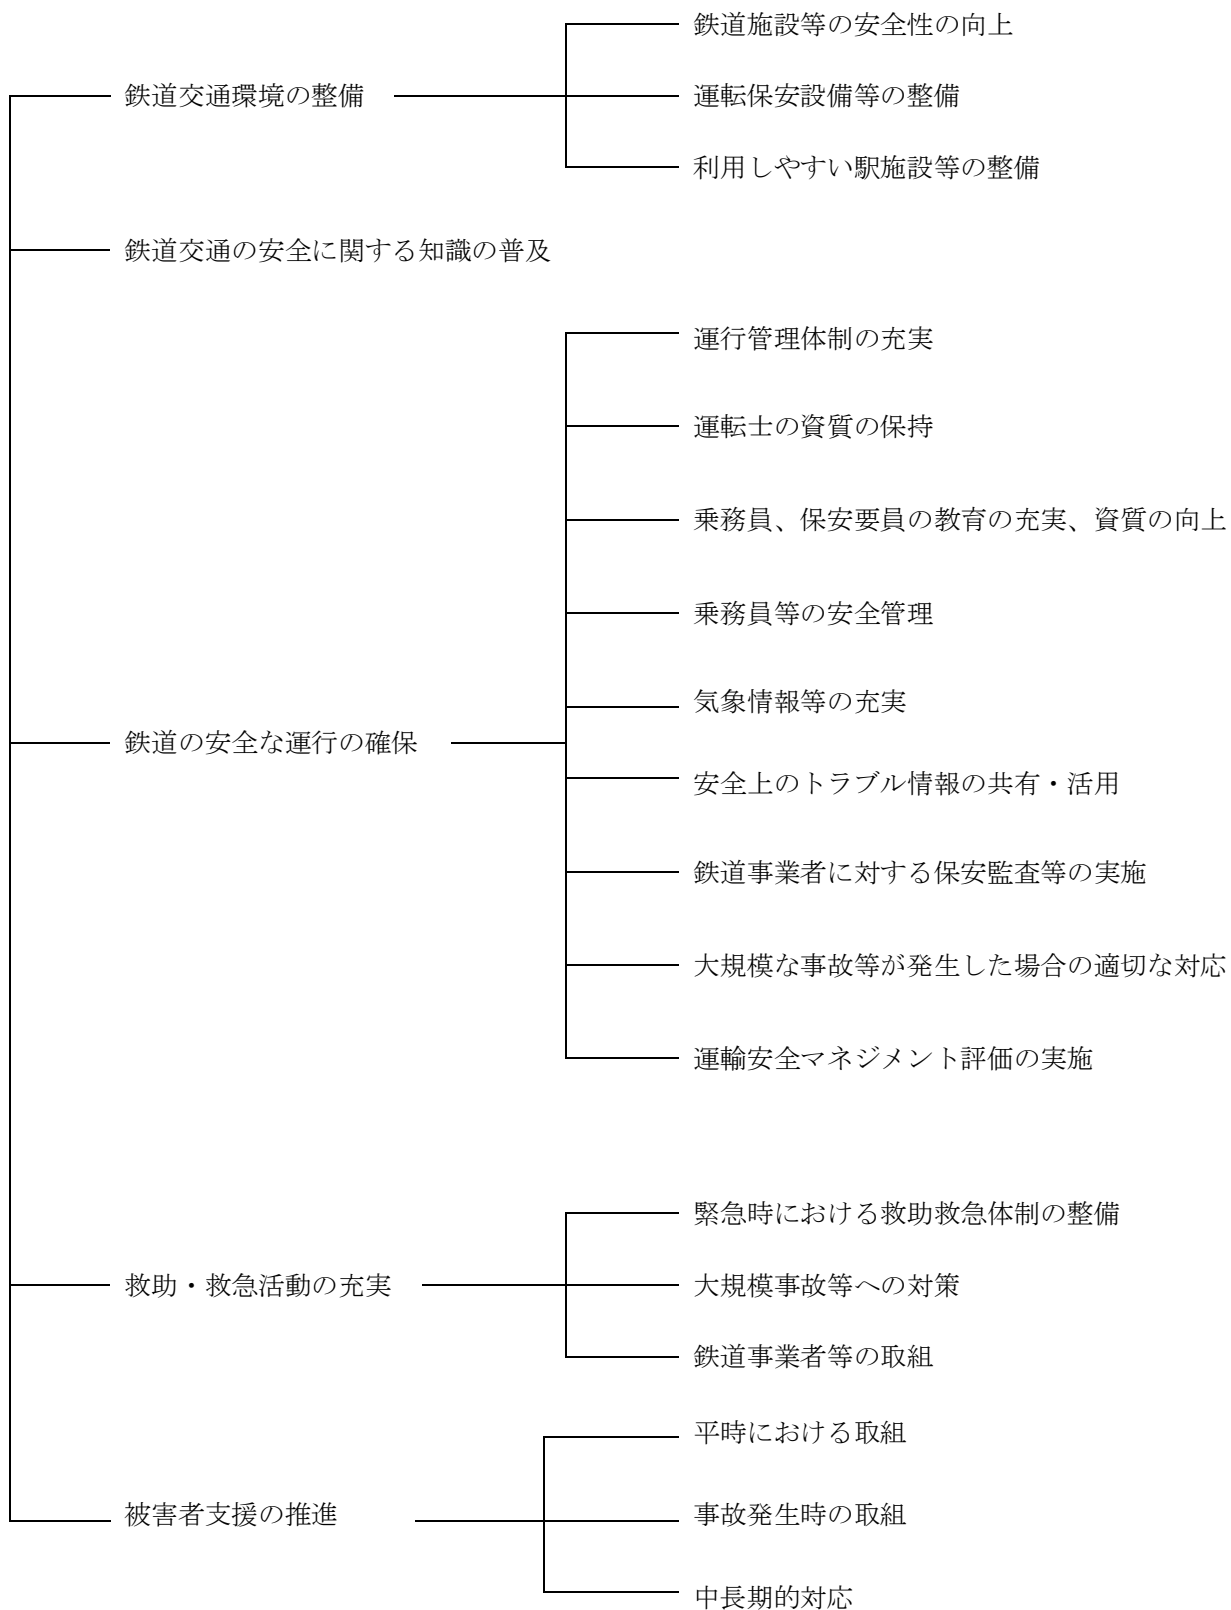 鉄道交通環境の整備
鉄道施設等の安全性の向上
運転保安設備等の整備
利用しやすい駅施設等の整備
鉄道交通の安全に関する知識の普及
鉄道の安全な運行の確保
運行管理体制の充実
運転士の資質の保持
乗務員、保安要員の教育の充実、資質の向上
乗務員等の安全管理
気象情報等の充実
安全上のトラブル情報の共有・活用
鉄道事業者に対する保安監査等の実施
大規模な事故等が発生した場合の適切な対応
運輸安全マネジメント評価の実施
救助・救急活動の充実
緊急時における救助救急体制の整備
大規模事故等への対策
鉄道事業者等の取組
被害者支援の推進
平時における取組
事故発生時の取組
中長期的対応